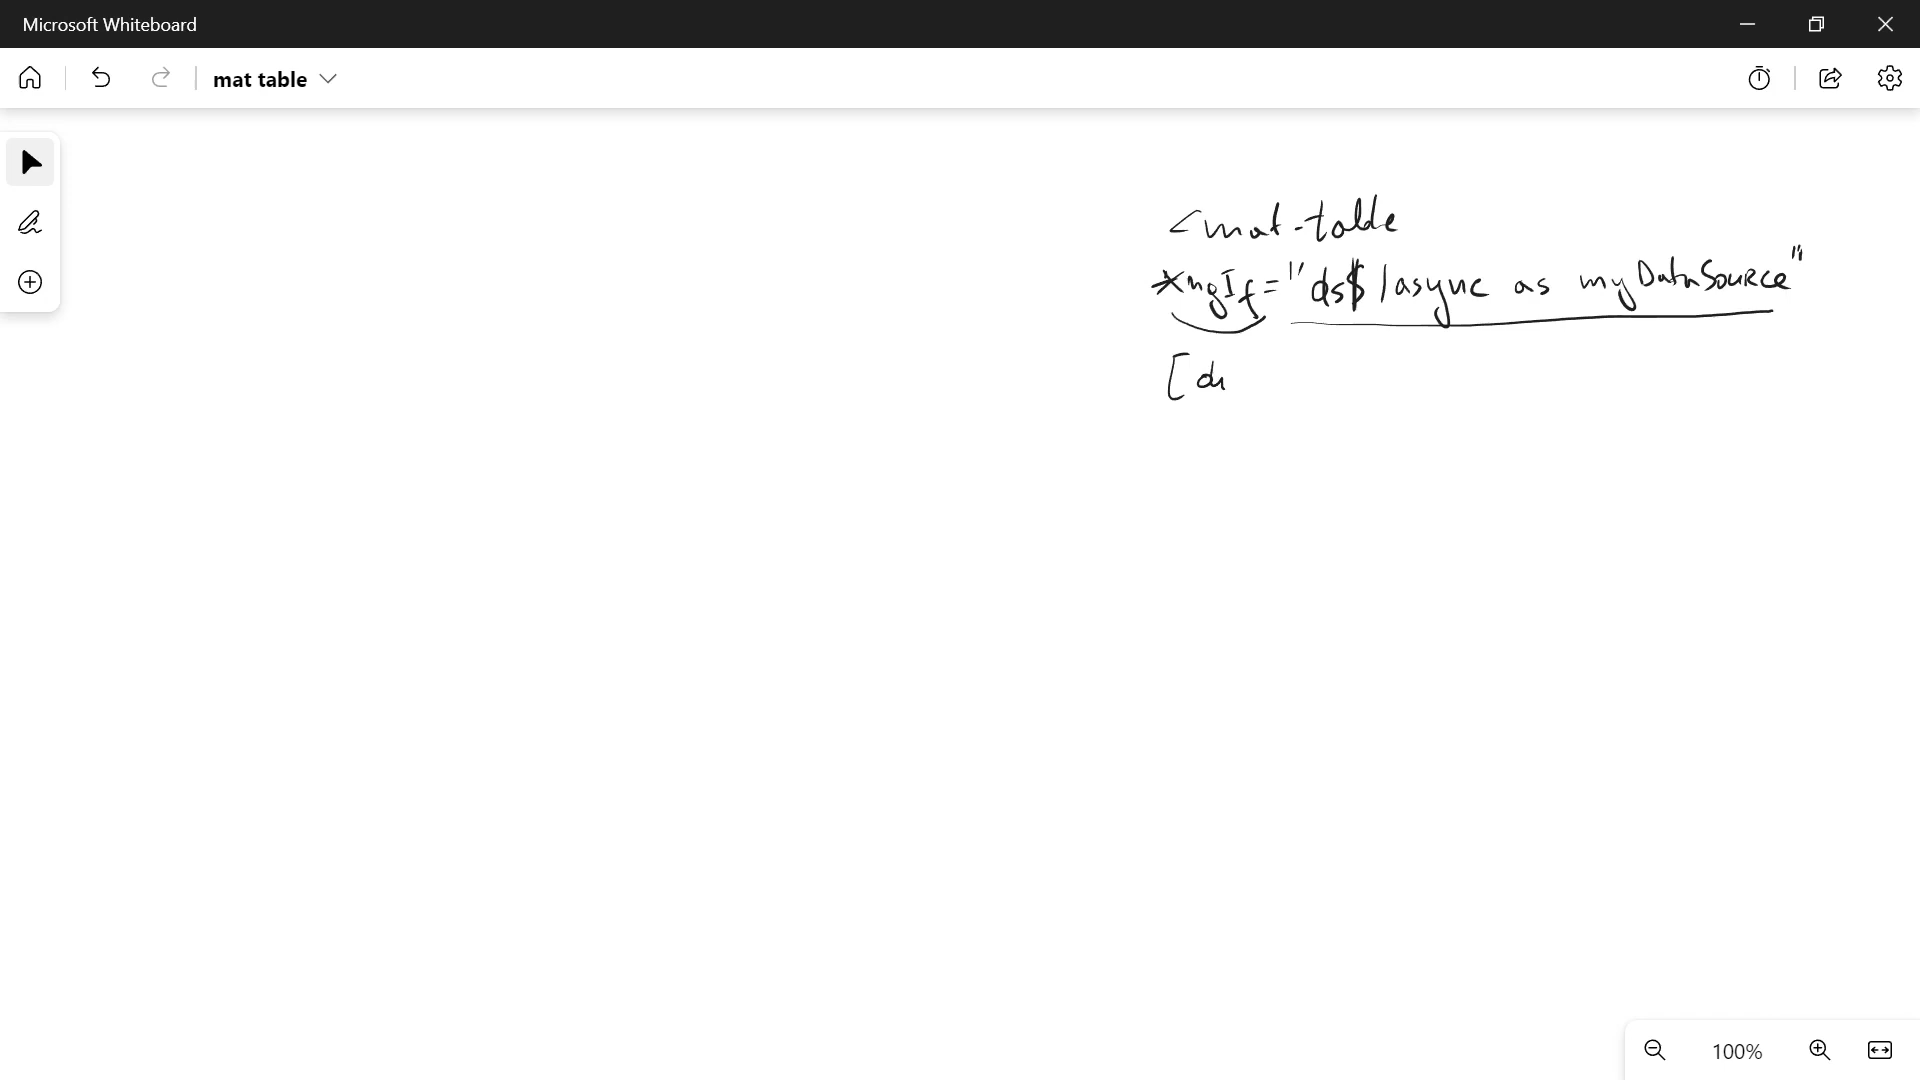 Microsoft Whiteboard
mat table
<mat-table
*ngIf="ds$ | async as myDataSource"
[da
100%